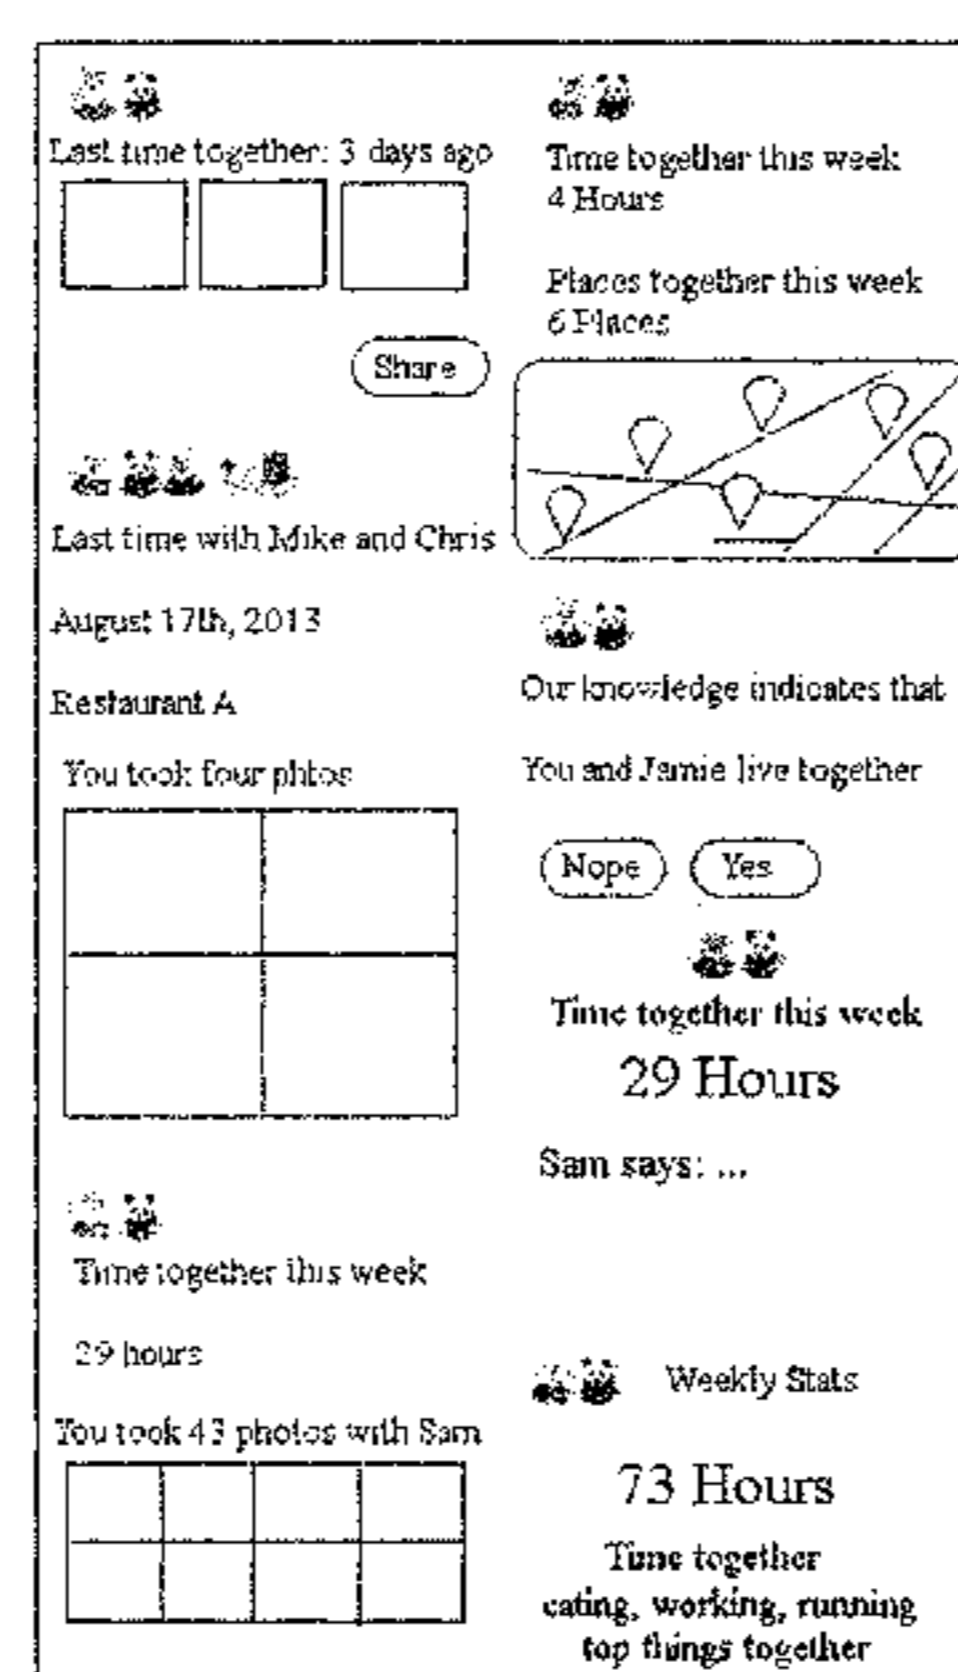 Last time together: 3 days ago
Share
Last time with Mike and Chris
August 17th, 2013
Restaurant A
You took four phtos
Time together this week
29 hours
You took 43 photos with Sam
Time together this week
4 Hours
Places together this week
6 Places
Our knowledge indicates that
You and Jamie live together
Nope Yes
Time together this week
29 Hours
Sam says: ...
Weekly Stats
73 Hours
Time together
eating, working, running
top things together